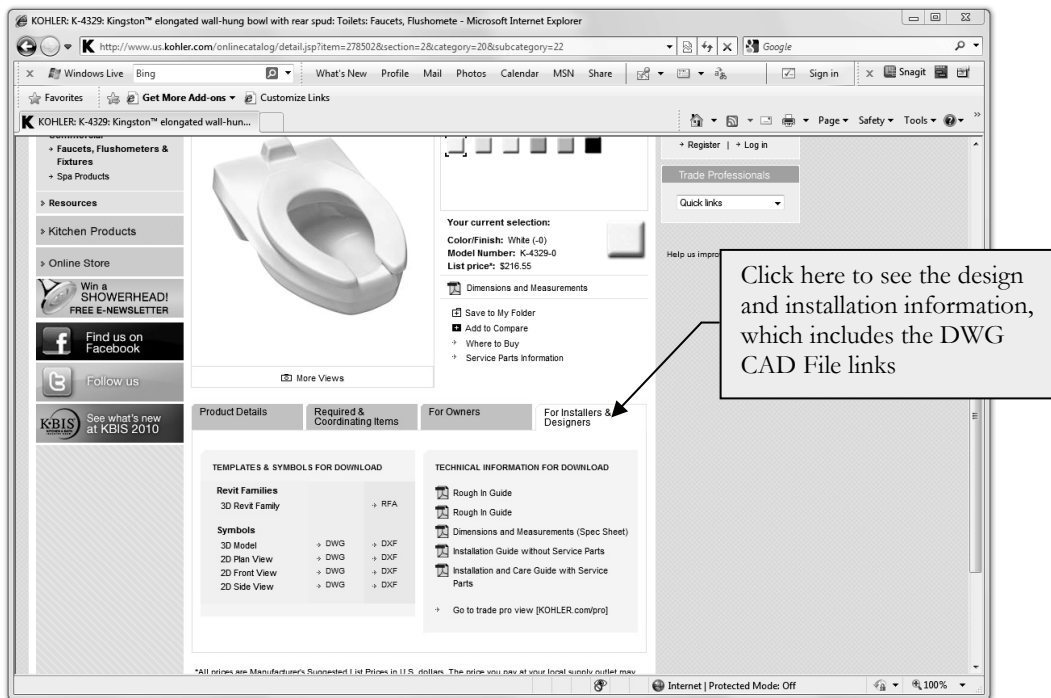 KOHLER: K-4329: Kingston™ elongated wall-hung bowl with rear spud: Toilets: Faucets, Flushomete - Microsoft Internet Explorer
http://www.us.kohler.com/onlinecatalog/detail.jsp?item=278502&section=2&category=20&subcategory=22
Google
Windows Live
Bing
What's New Profile Mail Photos Calendar MSN Share
Sign in
Snagit
Favorites
Get More Add-ons
Customize Links
KOHLER: K-4329: Kingston™ elongated wall-hun...
Page Safety Tools
Commercial
Faucets, Flushometers &
Fixtures
Spa Products
Resources
Kitchen Products
Online Store
Win a
SHOWERHEAD!
FREE E-NEWSLETTER
Find us on
Facebook
Follow us
K•BIS
See what's new
at KBIS 2010
More Views
Your current selection:
Color/Finish: White (-0)
Model Number: K-4329-0
List price*: $216.55
Dimensions and Measurements
Save to My Folder
Add to Compare
Where to Buy
Service Parts Information
Register | Log in
Trade Professionals
Quick links
Help us impro
Click here to see the design
and installation information,
which includes the DWG
CAD File links
Product Details
Required &
Coordinating Items
For Owners
For Installers &
Designers
TEMPLATES & SYMBOLS FOR DOWNLOAD
Revit Families
3D Revit Family RFA
Symbols
3D Model DWG DXF
2D Plan View DWG DXF
2D Front View DWG DXF
2D Side View DWG DXF
TECHNICAL INFORMATION FOR DOWNLOAD
Rough In Guide
Rough In Guide
Dimensions and Measurements (Spec Sheet)
Installation Guide without Service Parts
Installation and Care Guide with Service
Parts
Go to trade pro view [KOHLER.com/pro]
*All prices are Manufacturer's Suggested List Prices in U.S. dollars. The price you pay at your local supply outlet may
Internet | Protected Mode: Off
100%